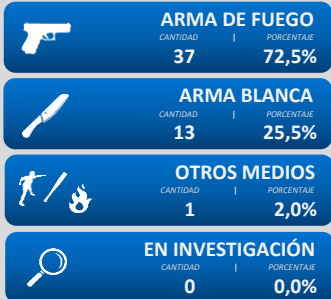 ARMA DE FUEGO
CANTIDAD | PORCENTAJE
37 72,5%
ARMA BLANCA
CANTIDAD | PORCENTAJE
13 25,5%
OTROS MEDIOS
CANTIDAD | PORCENTAJE
1 2,0%
EN INVESTIGACIÓN
CANTIDAD | PORCENTAJE
0 0,0%